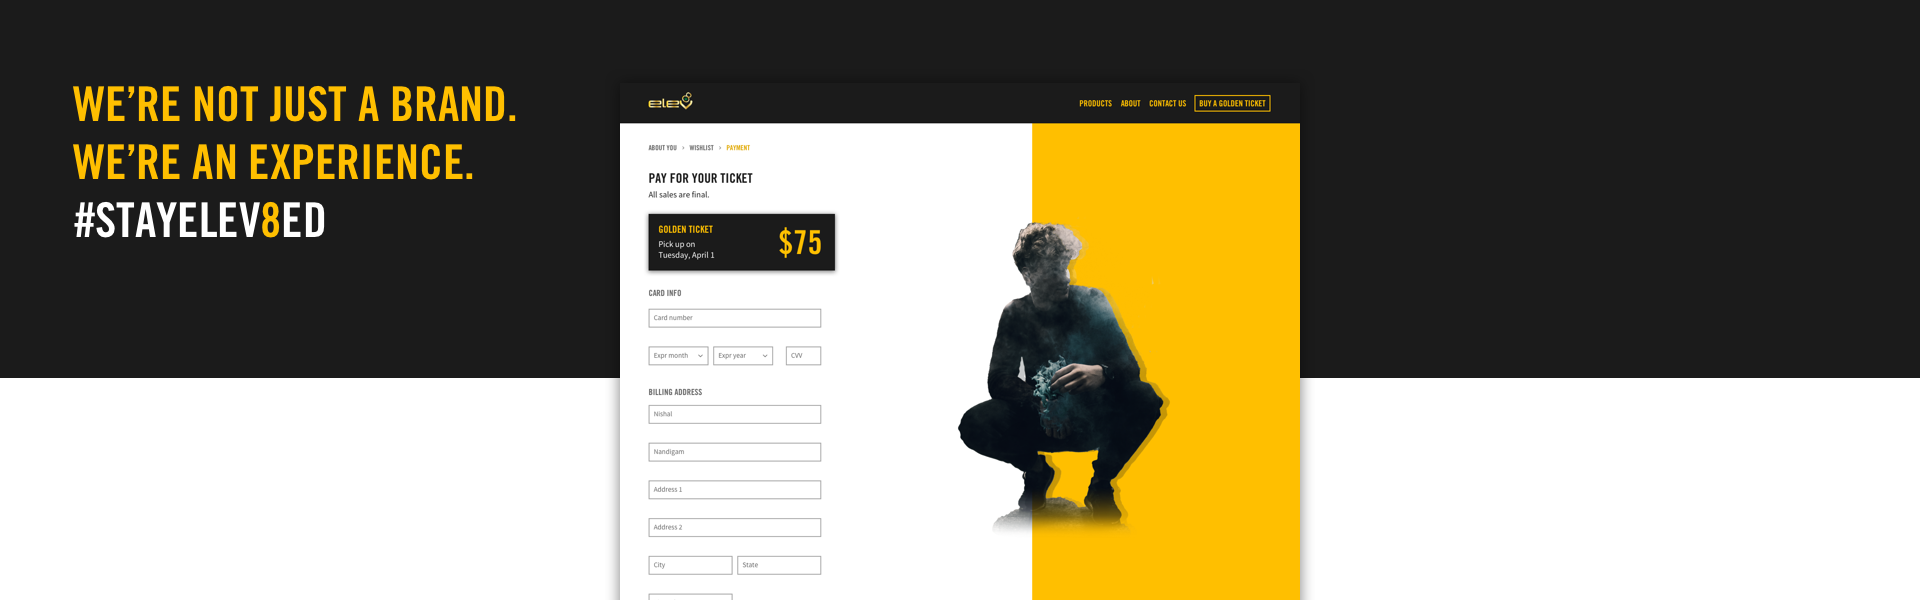 WE'RE NOT JUST A BRAND.
WE'RE AN EXPERIENCE.
#STAYELEV8ED
elev8
PRODUCTS ABOUT CONTACT US BUY A GOLDEN TICKET
ABOUT YOU > WISHLIST > PAYMENT
PAY FOR YOUR TICKET
All sales are final.
GOLDEN TICKET
Pick up on
Tuesday, April 1
$75
CARD INFO
Card number
Expr month Expr year CVV
BILLING ADDRESS
Nishal
Nandigam
Address 1
Address 2
City State